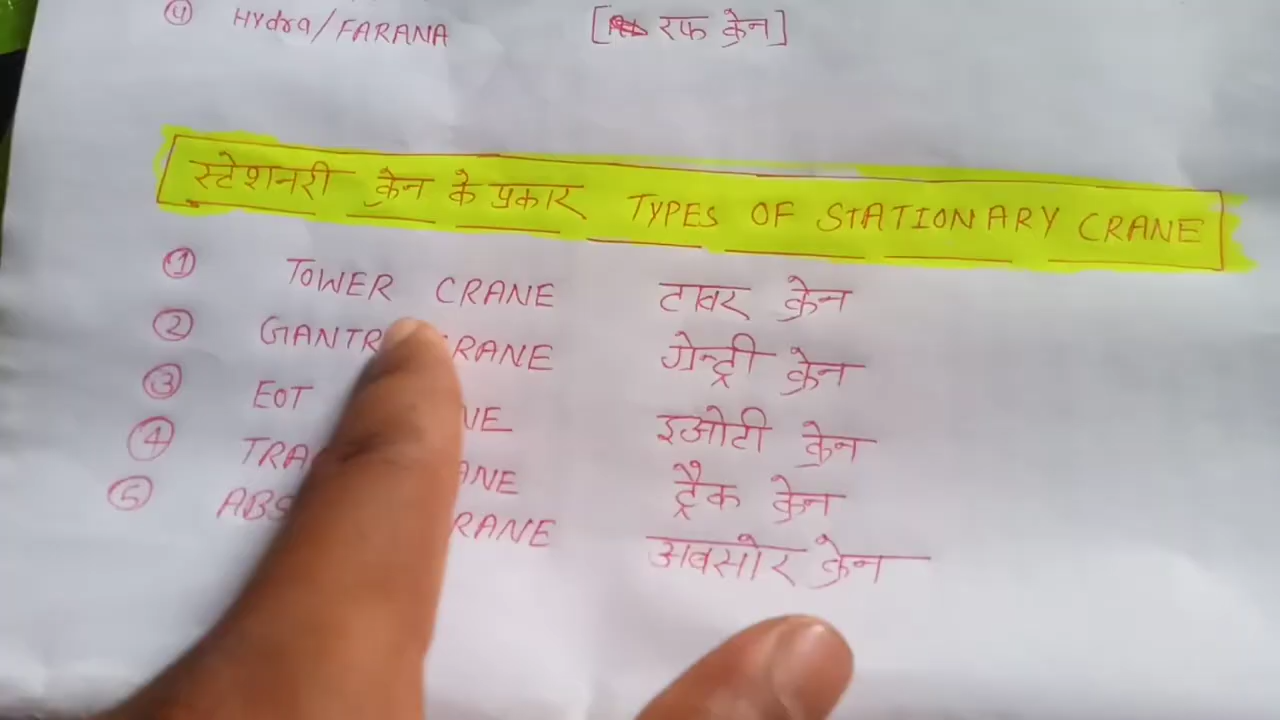 ④ Hydra/FARANA [रफ क्रेन]
स्टेशनरी क्रेन के प्रकार TYPES OF STATIONARY CRANE
① TOWER CRANE टावर क्रेन
② GANTR RANE गेन्ट्री क्रेन
③ EOT NE इओटी क्रेन
④ TRA ANE ट्रैक क्रेन
⑤ ABS RANE अबसोर क्रेन